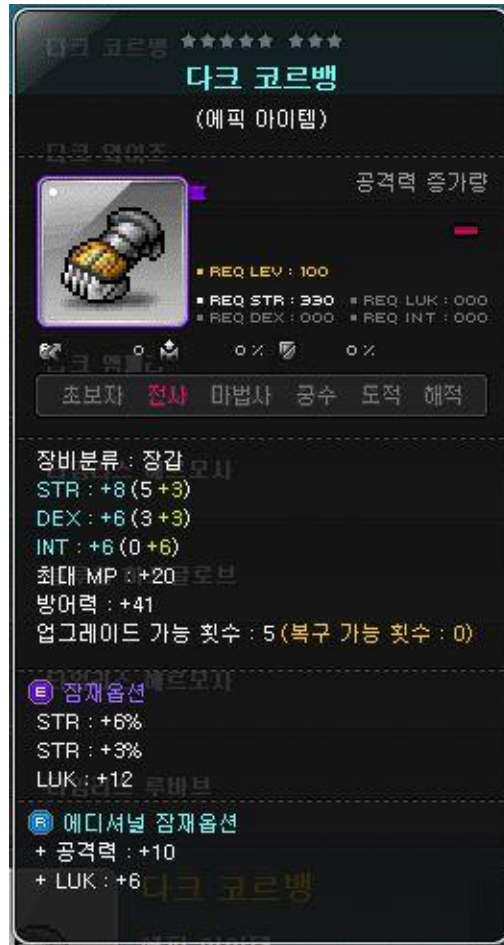 다크 코르뱅
(에픽 아이템)
공격력 증가량
REQ LEV : 100
REQ STR : 330 REQ LUK : 000
REQ DEX : 000 REQ INT : 000
0 0 % 0 %
초보자 전사 마법사 궁수 도적 해적
장비분류 : 장갑
STR : +8 (5 +3)
DEX : +6 (3 +3)
INT : +6 (0 +6)
최대 MP : +20
방어력 : +41
업그레이드 가능 횟수 : 5 (복구 가능 횟수 : 0)
E 잠재옵션
STR : +6%
STR : +3%
LUK : +12
R 에디셔널 잠재옵션
+ 공격력 : +10
+ LUK : +6
다크 코르뱅